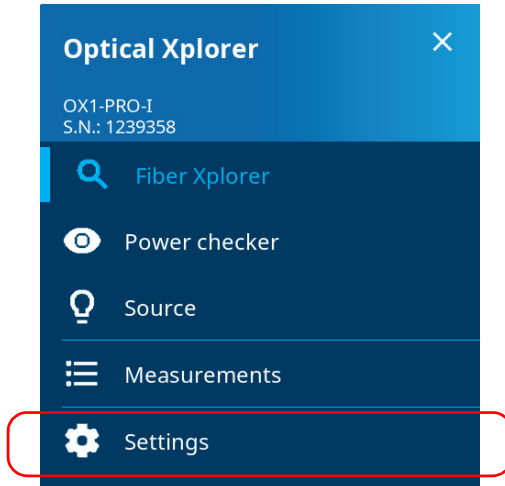 Optical Xplorer
OX1-PRO-I
S.N.: 1239358
Fiber Xplorer
Power checker
Source
Measurements
Settings